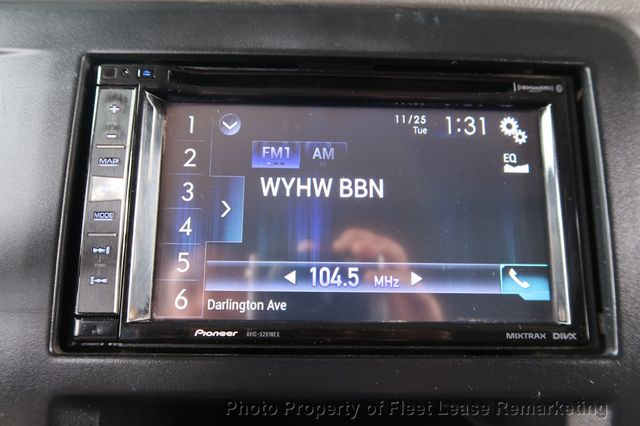 SiriusXM
11/25
Tue
1:31
1
2
3
4
5
6
FM1
AM
EQ
WYHW BBN
104.5 MHz
Darlington Ave
MAP
MODE
Pioneer
AVIC-5201NEX
MIXTRAX
DIVX
Photo Property of Fleet Lease Remarketing